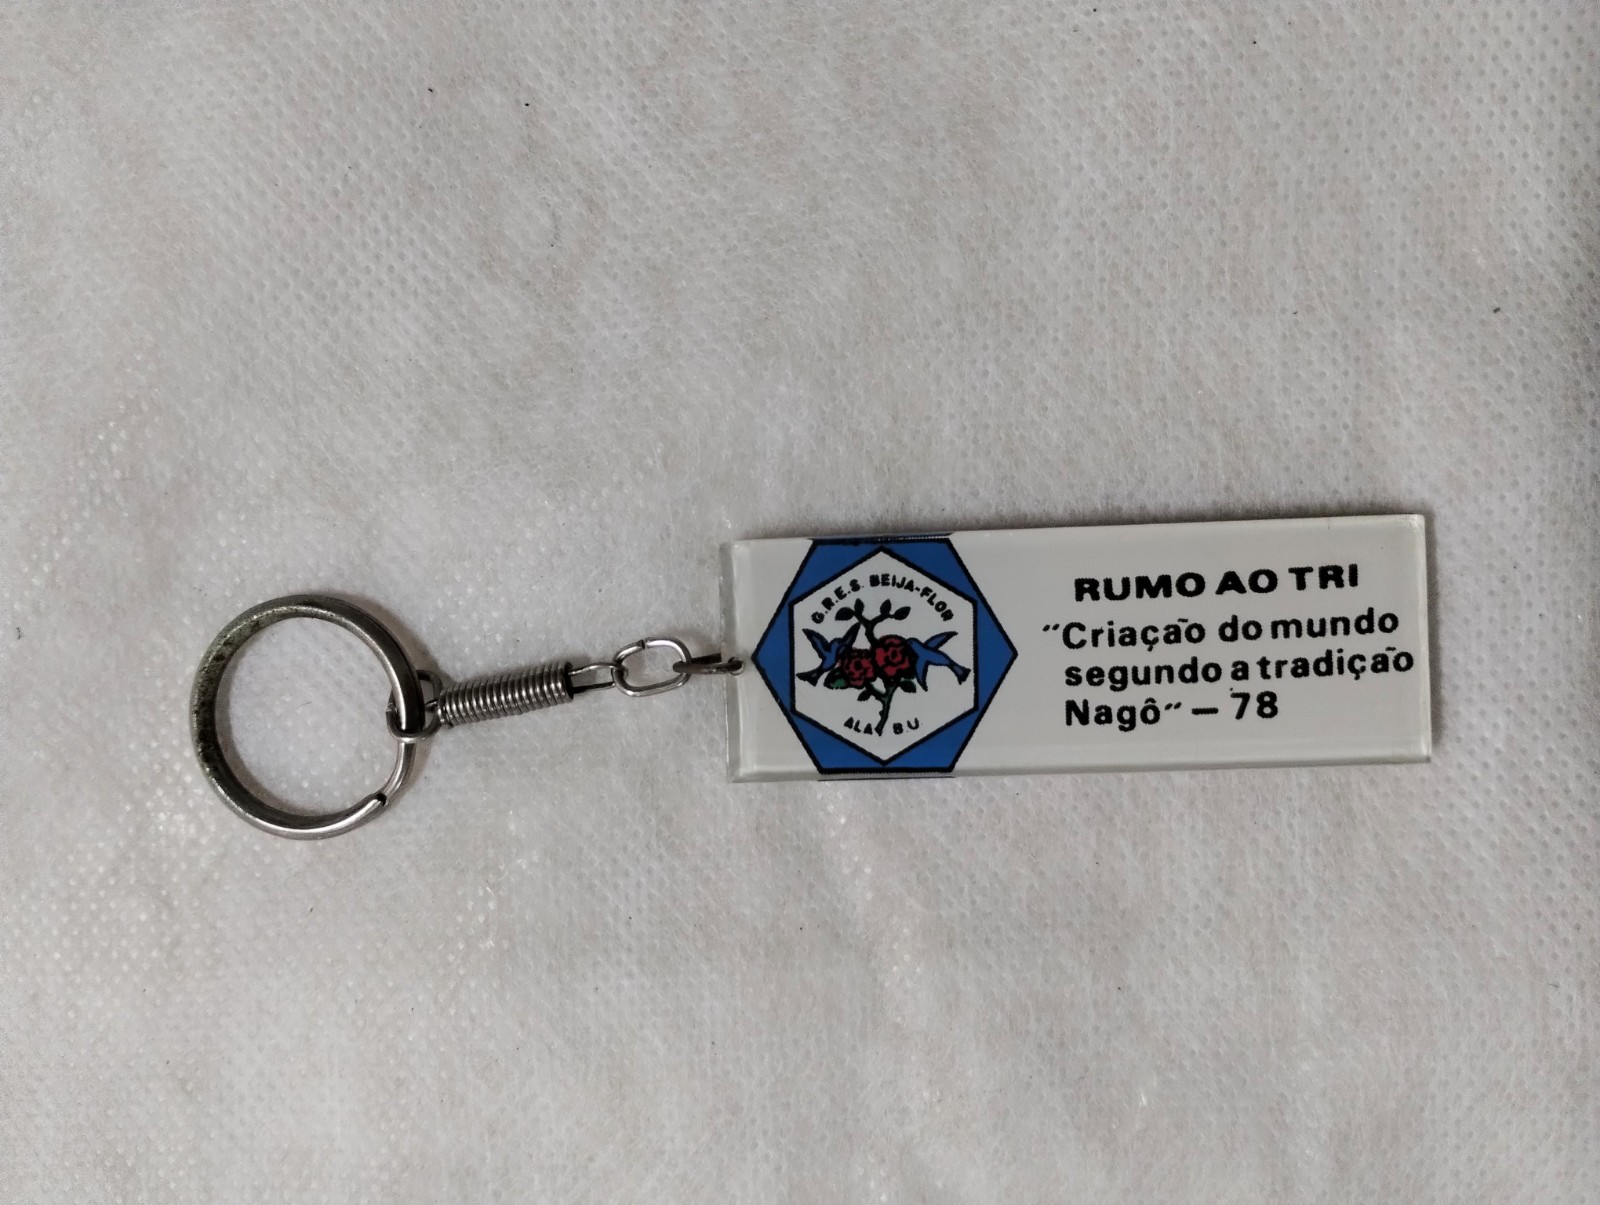 G.R.E.S. BEIJA-FLOR
ALA B.U
RUMO AO TRI
"Criação do mundo
segundo a tradição
Nagô" – 78